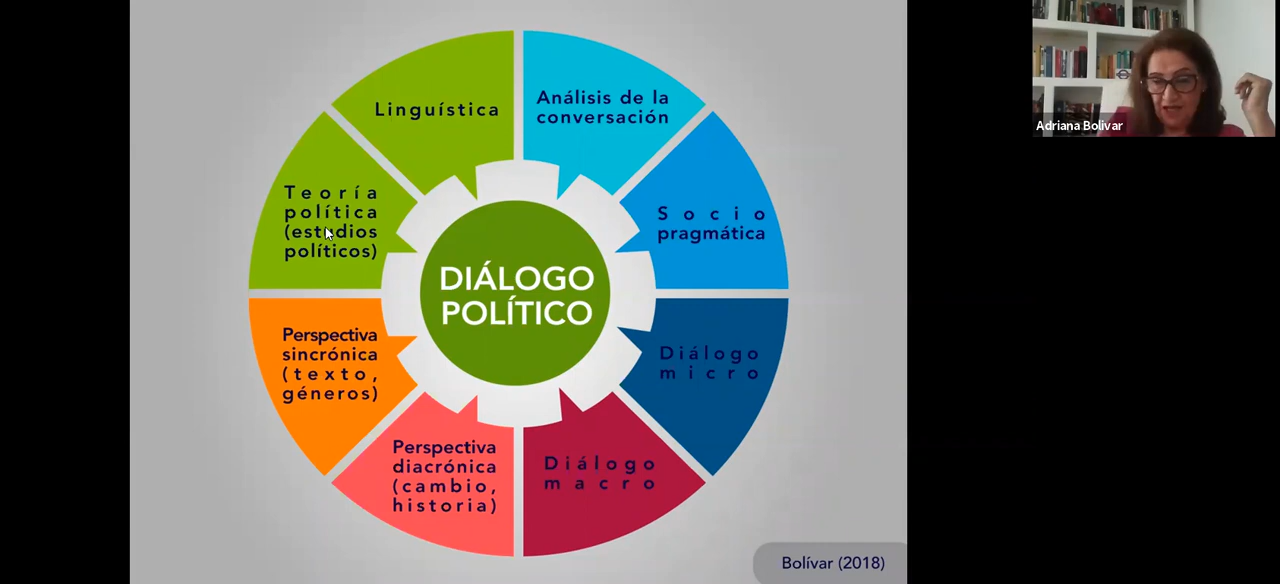 Linguística
Análisis de la
conversación
Teoría
política
(estudios
políticos)
Socio
pragmática
DIÁLOGO
POLÍTICO
Perspectiva
sincrónica
(texto,
géneros)
Diálogo
micro
Perspectiva
diacrónica
(cambio,
historia)
Diálogo
macro
Bolívar (2018)
Adriana Bolívar